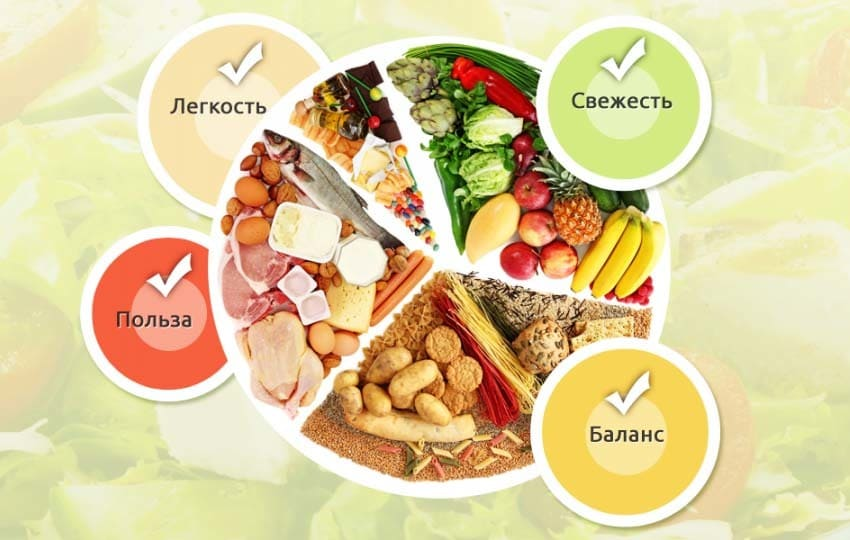 Легкость
Свежесть
Польза
Баланс